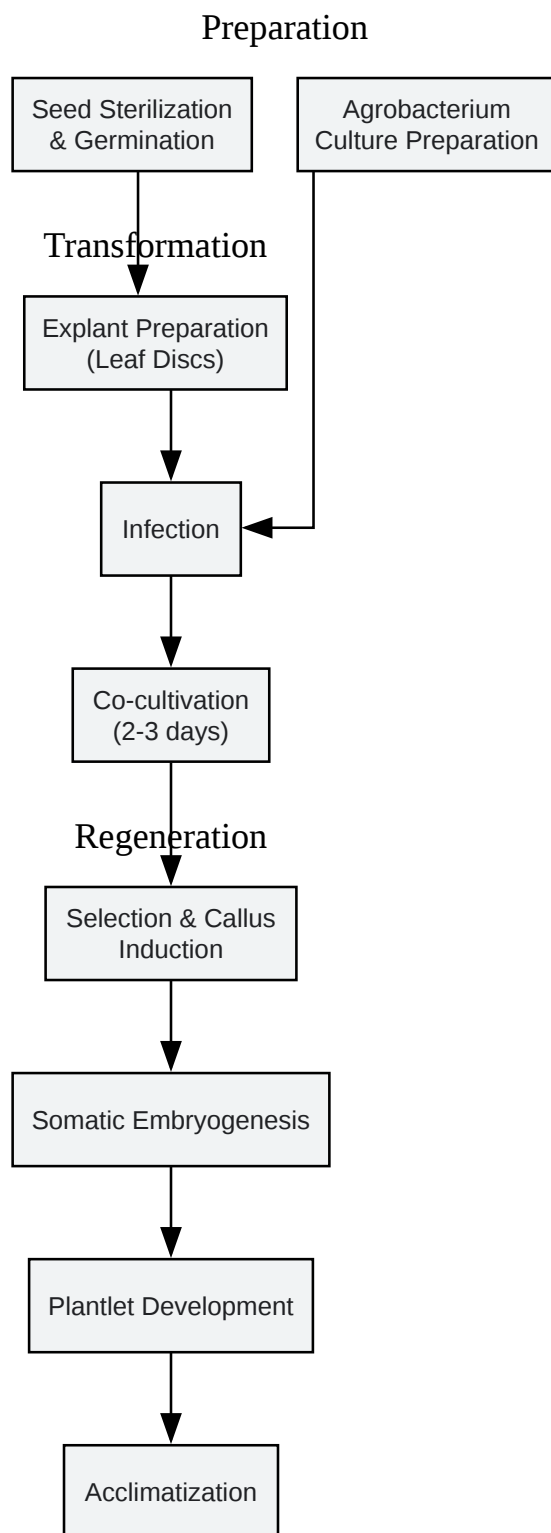 Preparation
Seed Sterilization
& Germination
Agrobacterium
Culture Preparation
Transformation
Explant Preparation
(Leaf Discs)
Infection
Co-cultivation
(2-3 days)
Regeneration
Selection & Callus
Induction
Somatic Embryogenesis
Plantlet Development
Acclimatization